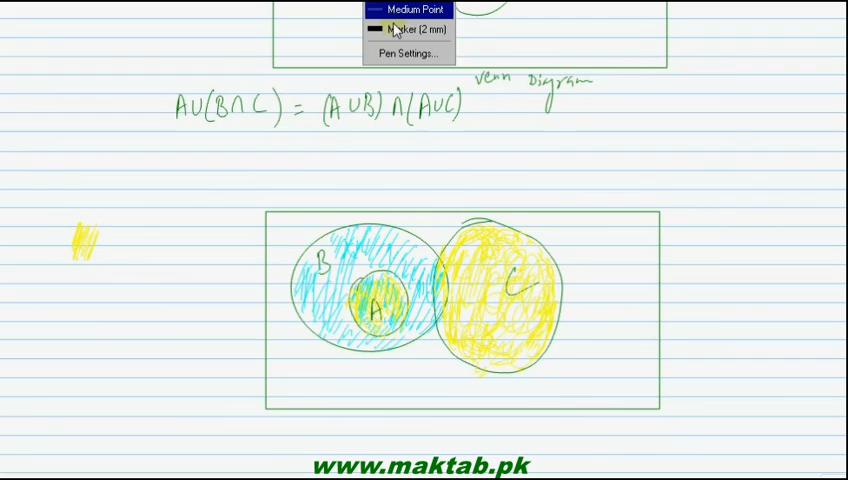 Medium Point
Marker (2 mm)
Pen Settings...
Venn Diagram
A∪(B∩C) = (A∪B)∩(A∪C)
B
C
A
www.maktab.pk